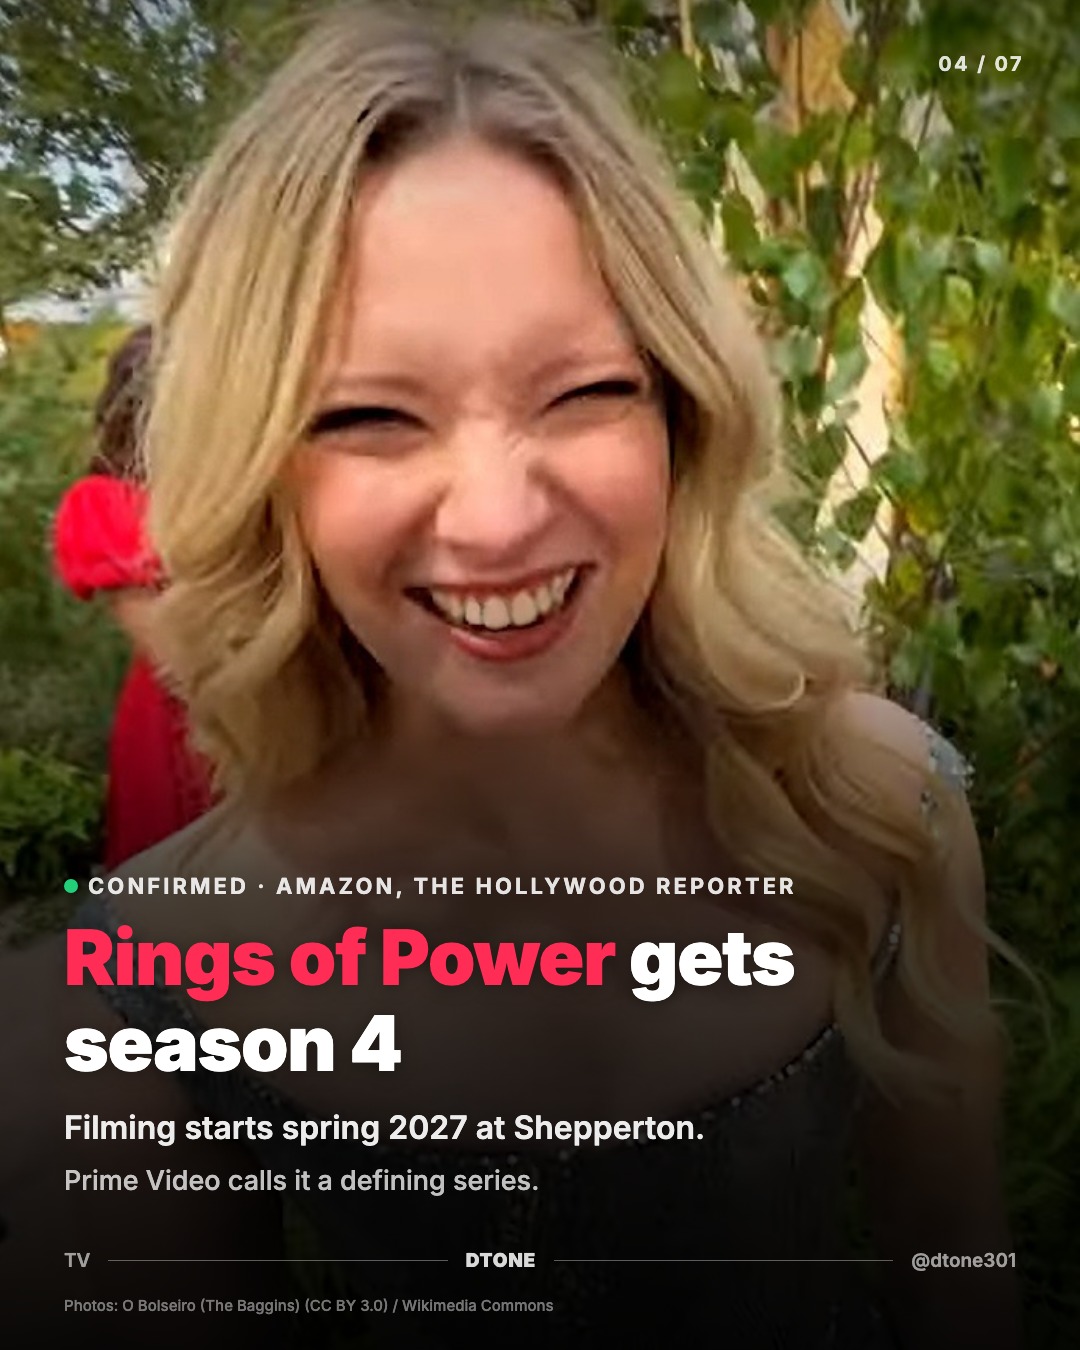 04 / 07
CONFIRMED · AMAZON, THE HOLLYWOOD REPORTER
Rings of Power gets
season 4
Filming starts spring 2027 at Shepperton.
Prime Video calls it a defining series.
TV DTONE @dtone301
Photos: O Bolseiro (The Baggins) (CC BY 3.0) / Wikimedia Commons